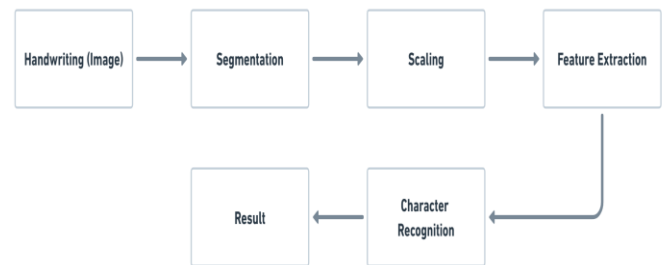 Handwriting (Image)
Segmentation
Scaling
Feature Extraction
Character
Recognition
Result